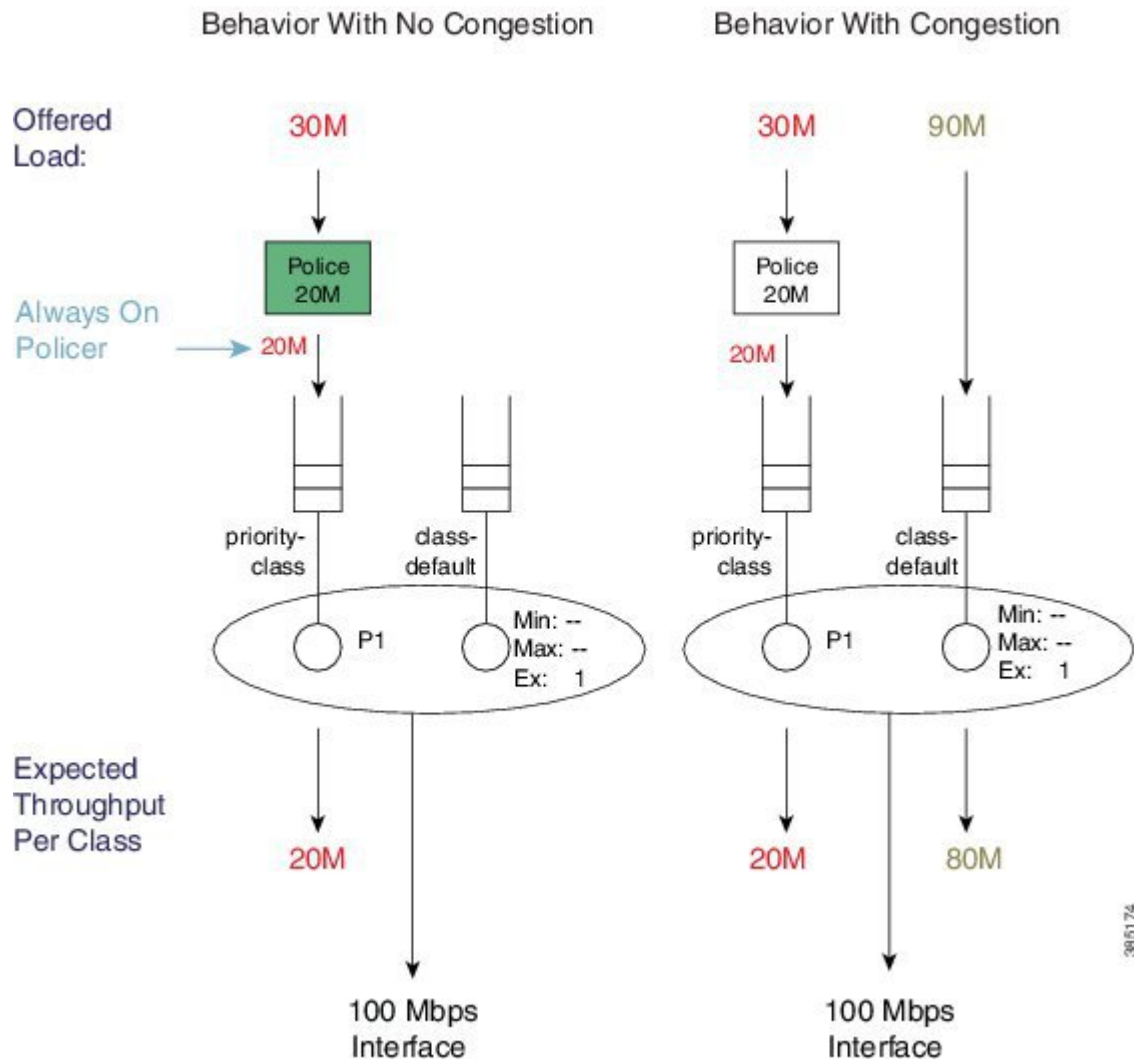 Behavior With No Congestion
Behavior With Congestion
Offered
Load:
30M
30M
90M
Police
20M
Police
20M
Always On
Policer
20M
20M
priority-
class
class-
default
priority-
class
class-
default
P1
Min: --
Max: --
Ex: 1
P1
Min: --
Max: --
Ex: 1
Expected
Throughput
Per Class
20M
20M
80M
100 Mbps
Interface
100 Mbps
Interface
385174